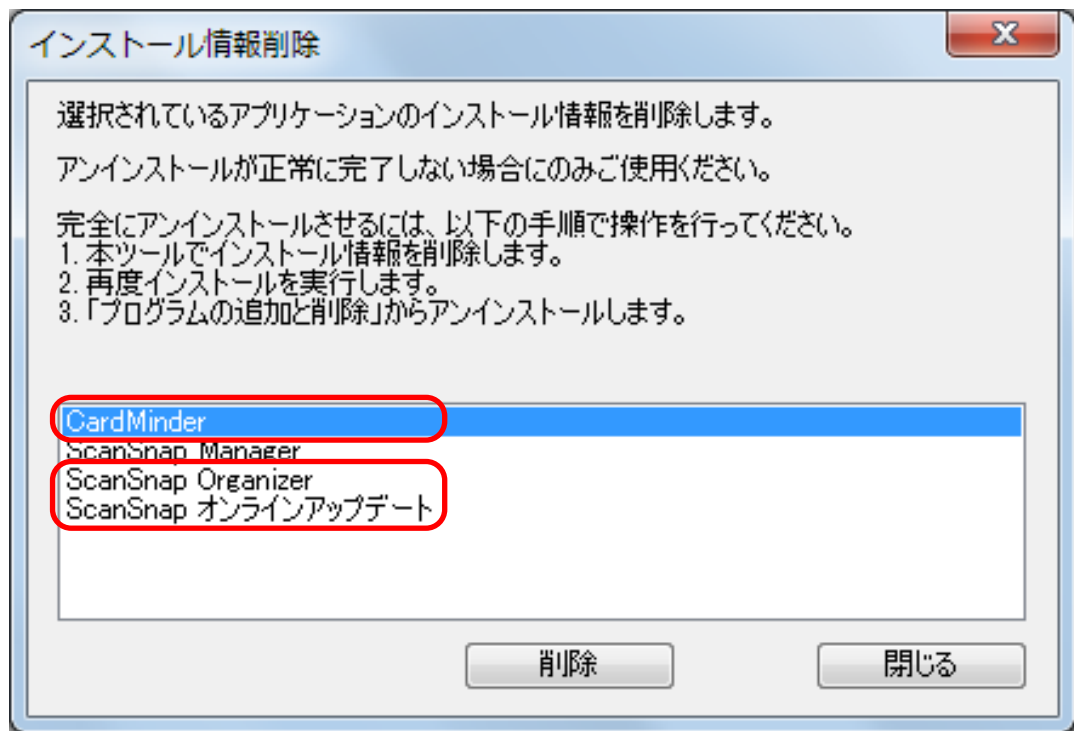 インストール情報削除
選択されているアプリケーションのインストール情報を削除します。
アンインストールが正常に完了しない場合にのみご使用ください。
完全にアンインストールさせるには、以下の手順で操作を行ってください。
1. 本ツールでインストール情報を削除します。
2. 再度インストールを実行します。
3. 「プログラムの追加と削除」からアンインストールします。
CardMinder
ScanSnap Manager
ScanSnap Organizer
ScanSnap オンラインアップデート
削除
閉じる